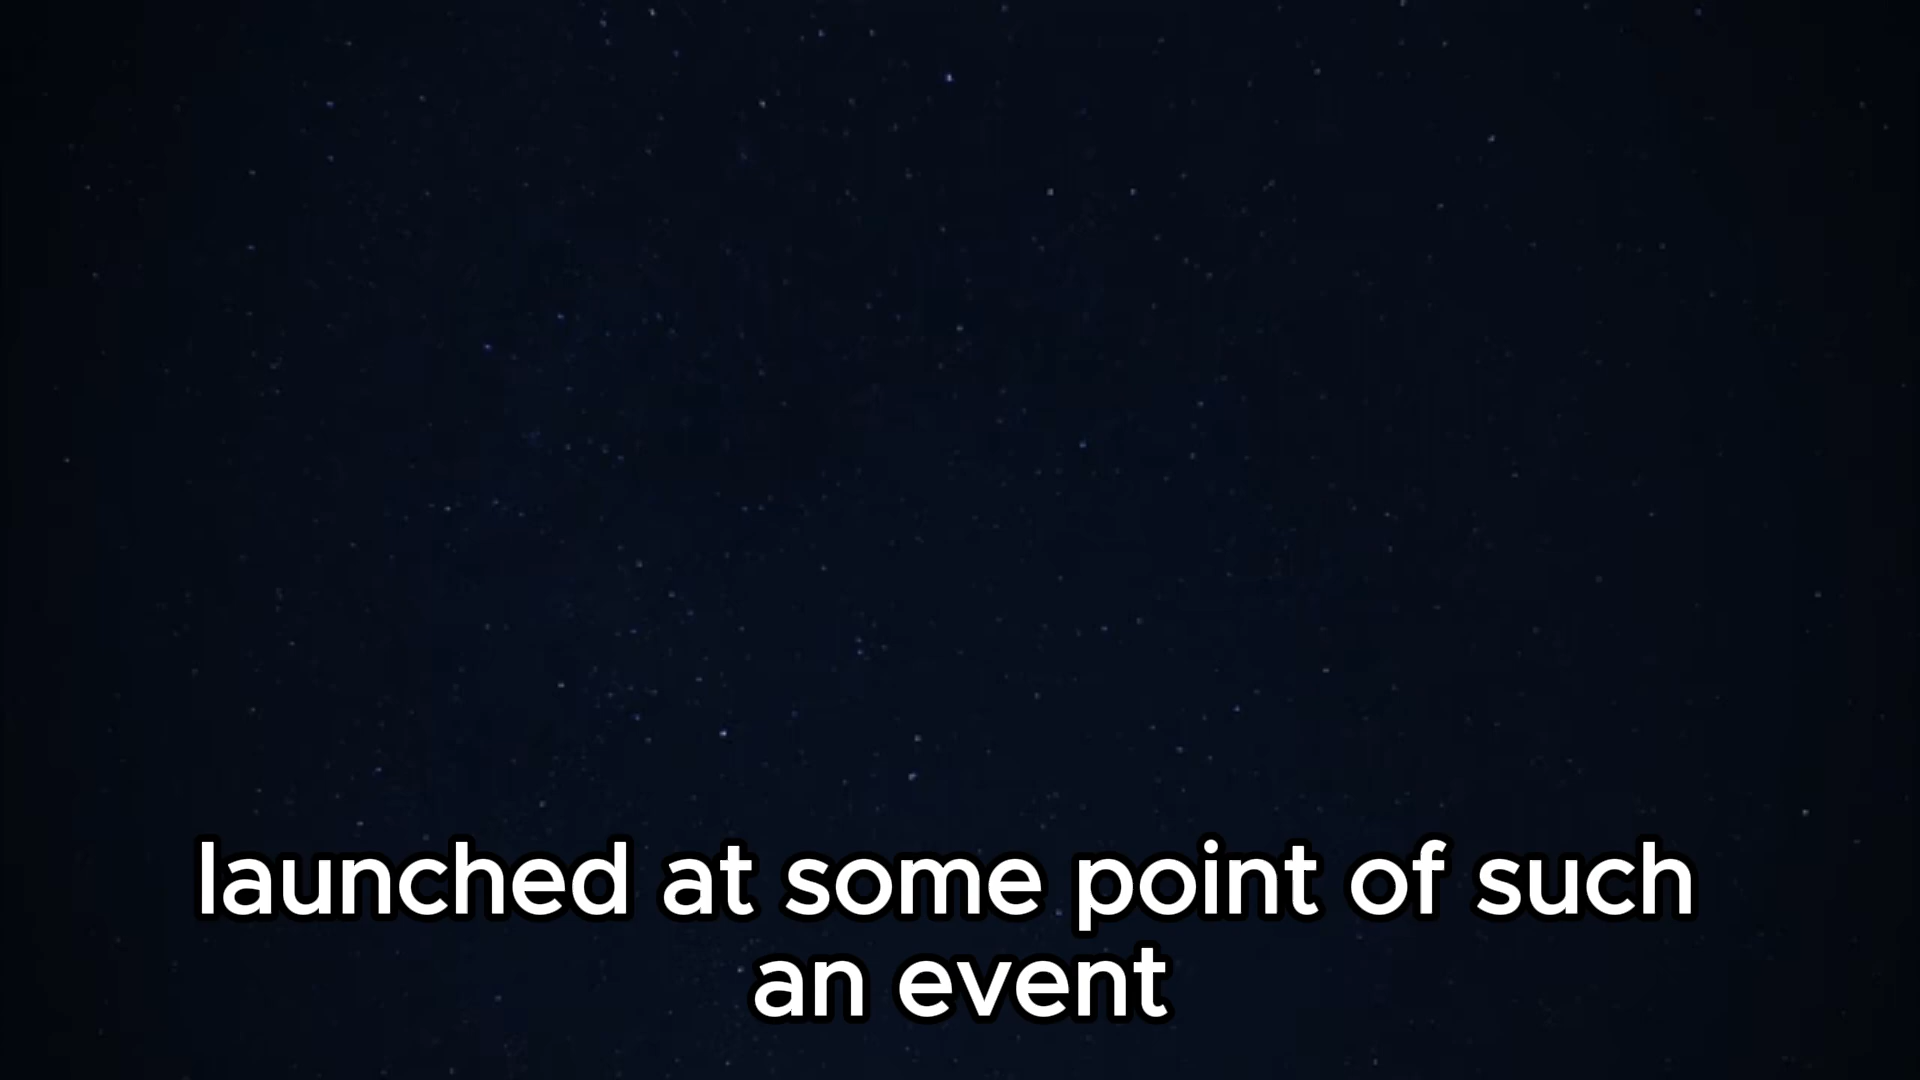 launched at some point of such
an event